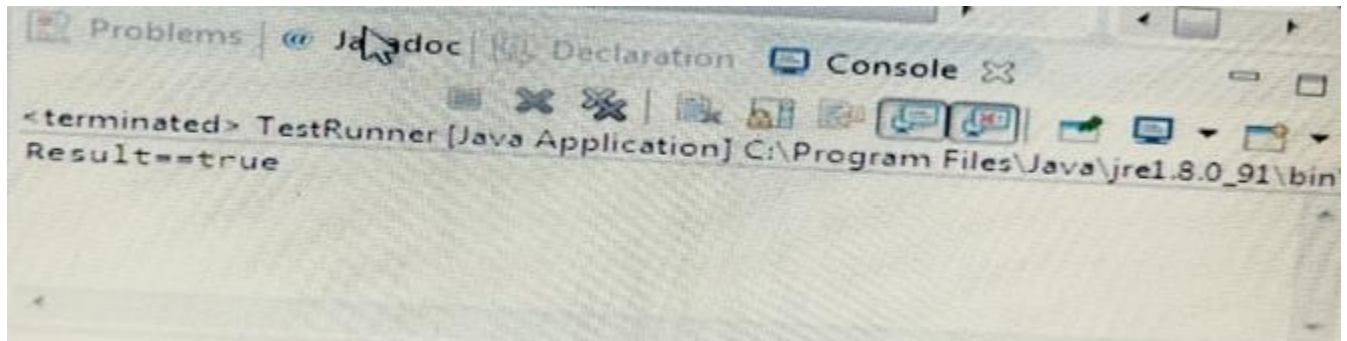 Problems @ Javadoc Declaration Console
<terminated> TestRunner [Java Application] C:\Program Files\Java\jre1.8.0_91\bin
Result==true